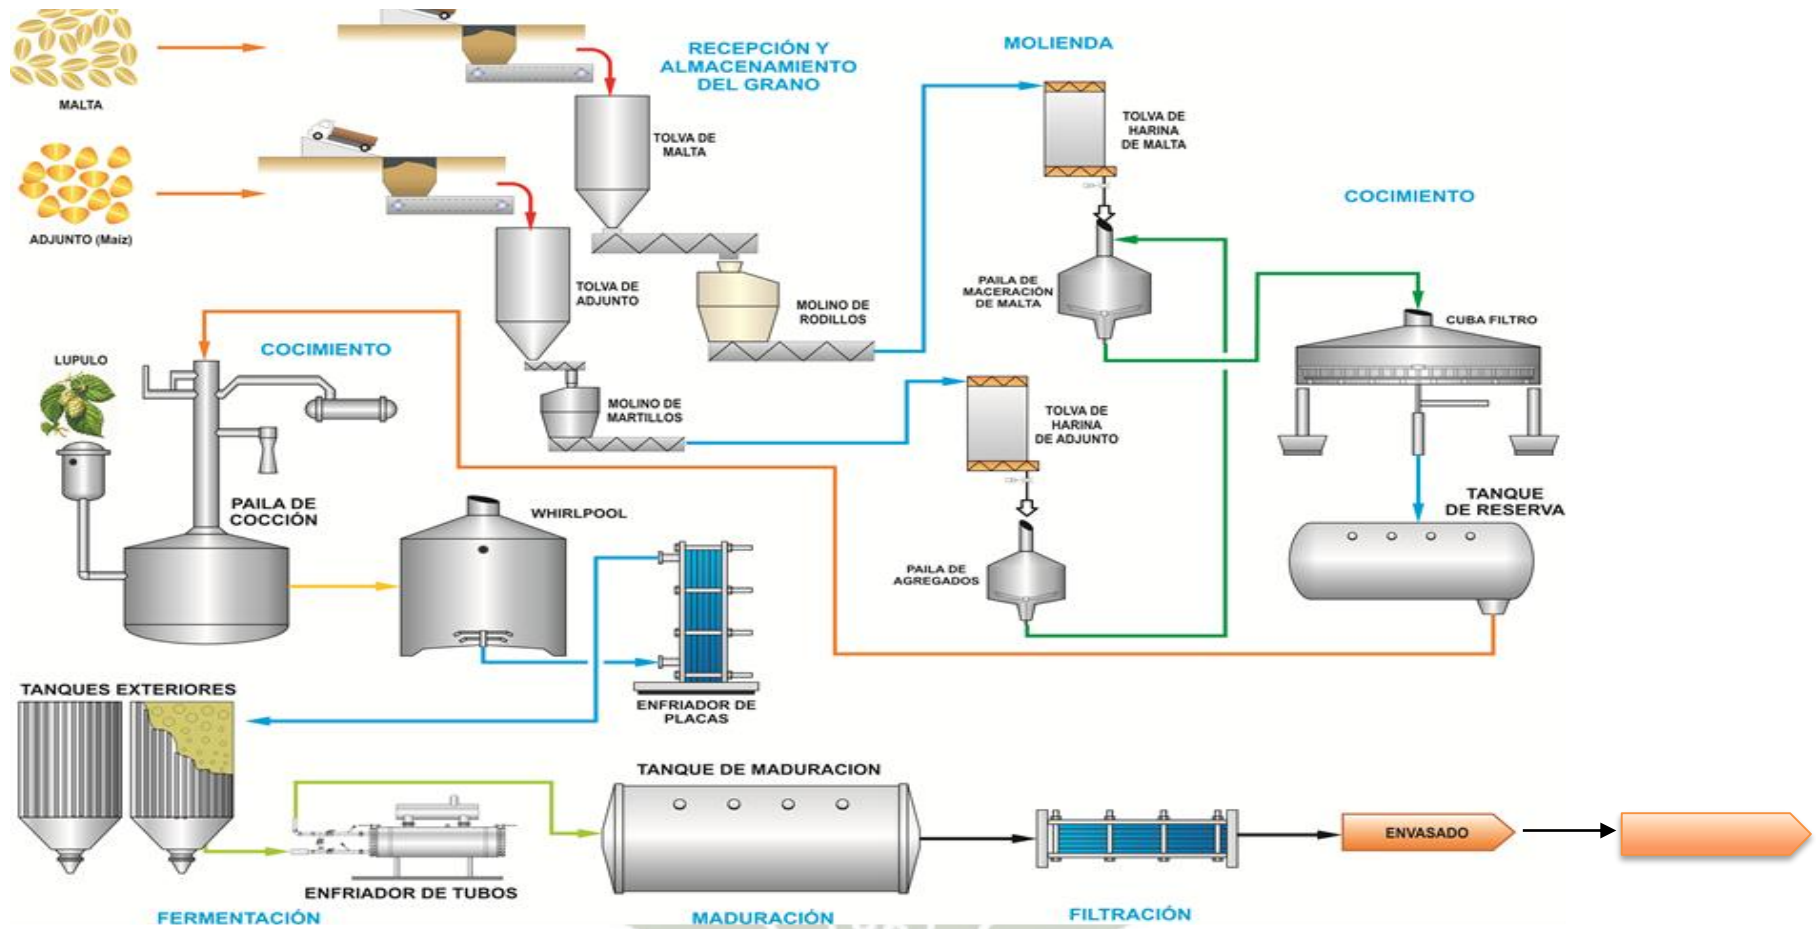 MALTA
ADJUNTO (Maíz)
RECEPCIÓN Y
ALMACENAMIENTO
DEL GRANO
TOLVA DE
MALTA
TOLVA DE
ADJUNTO
MOLINO DE
RODILLOS
MOLINO DE
MARTILLOS
MOLIENDA
TOLVA DE
HARINA
DE MALTA
PAILA DE
MACERACIÓN
DE MALTA
TOLVA DE
HARINA
DE ADJUNTO
PAILA DE
AGREGADOS
COCIMIENTO
CUBA FILTRO
TANQUE
DE RESERVA
COCIMIENTO
LUPULO
PAILA DE
COCCIÓN
WHIRLPOOL
ENFRIADOR DE
PLACAS
TANQUES EXTERIORES
ENFRIADOR DE TUBOS
FERMENTACIÓN
TANQUE DE MADURACION
MADURACIÓN
FILTRACIÓN
ENVASADO